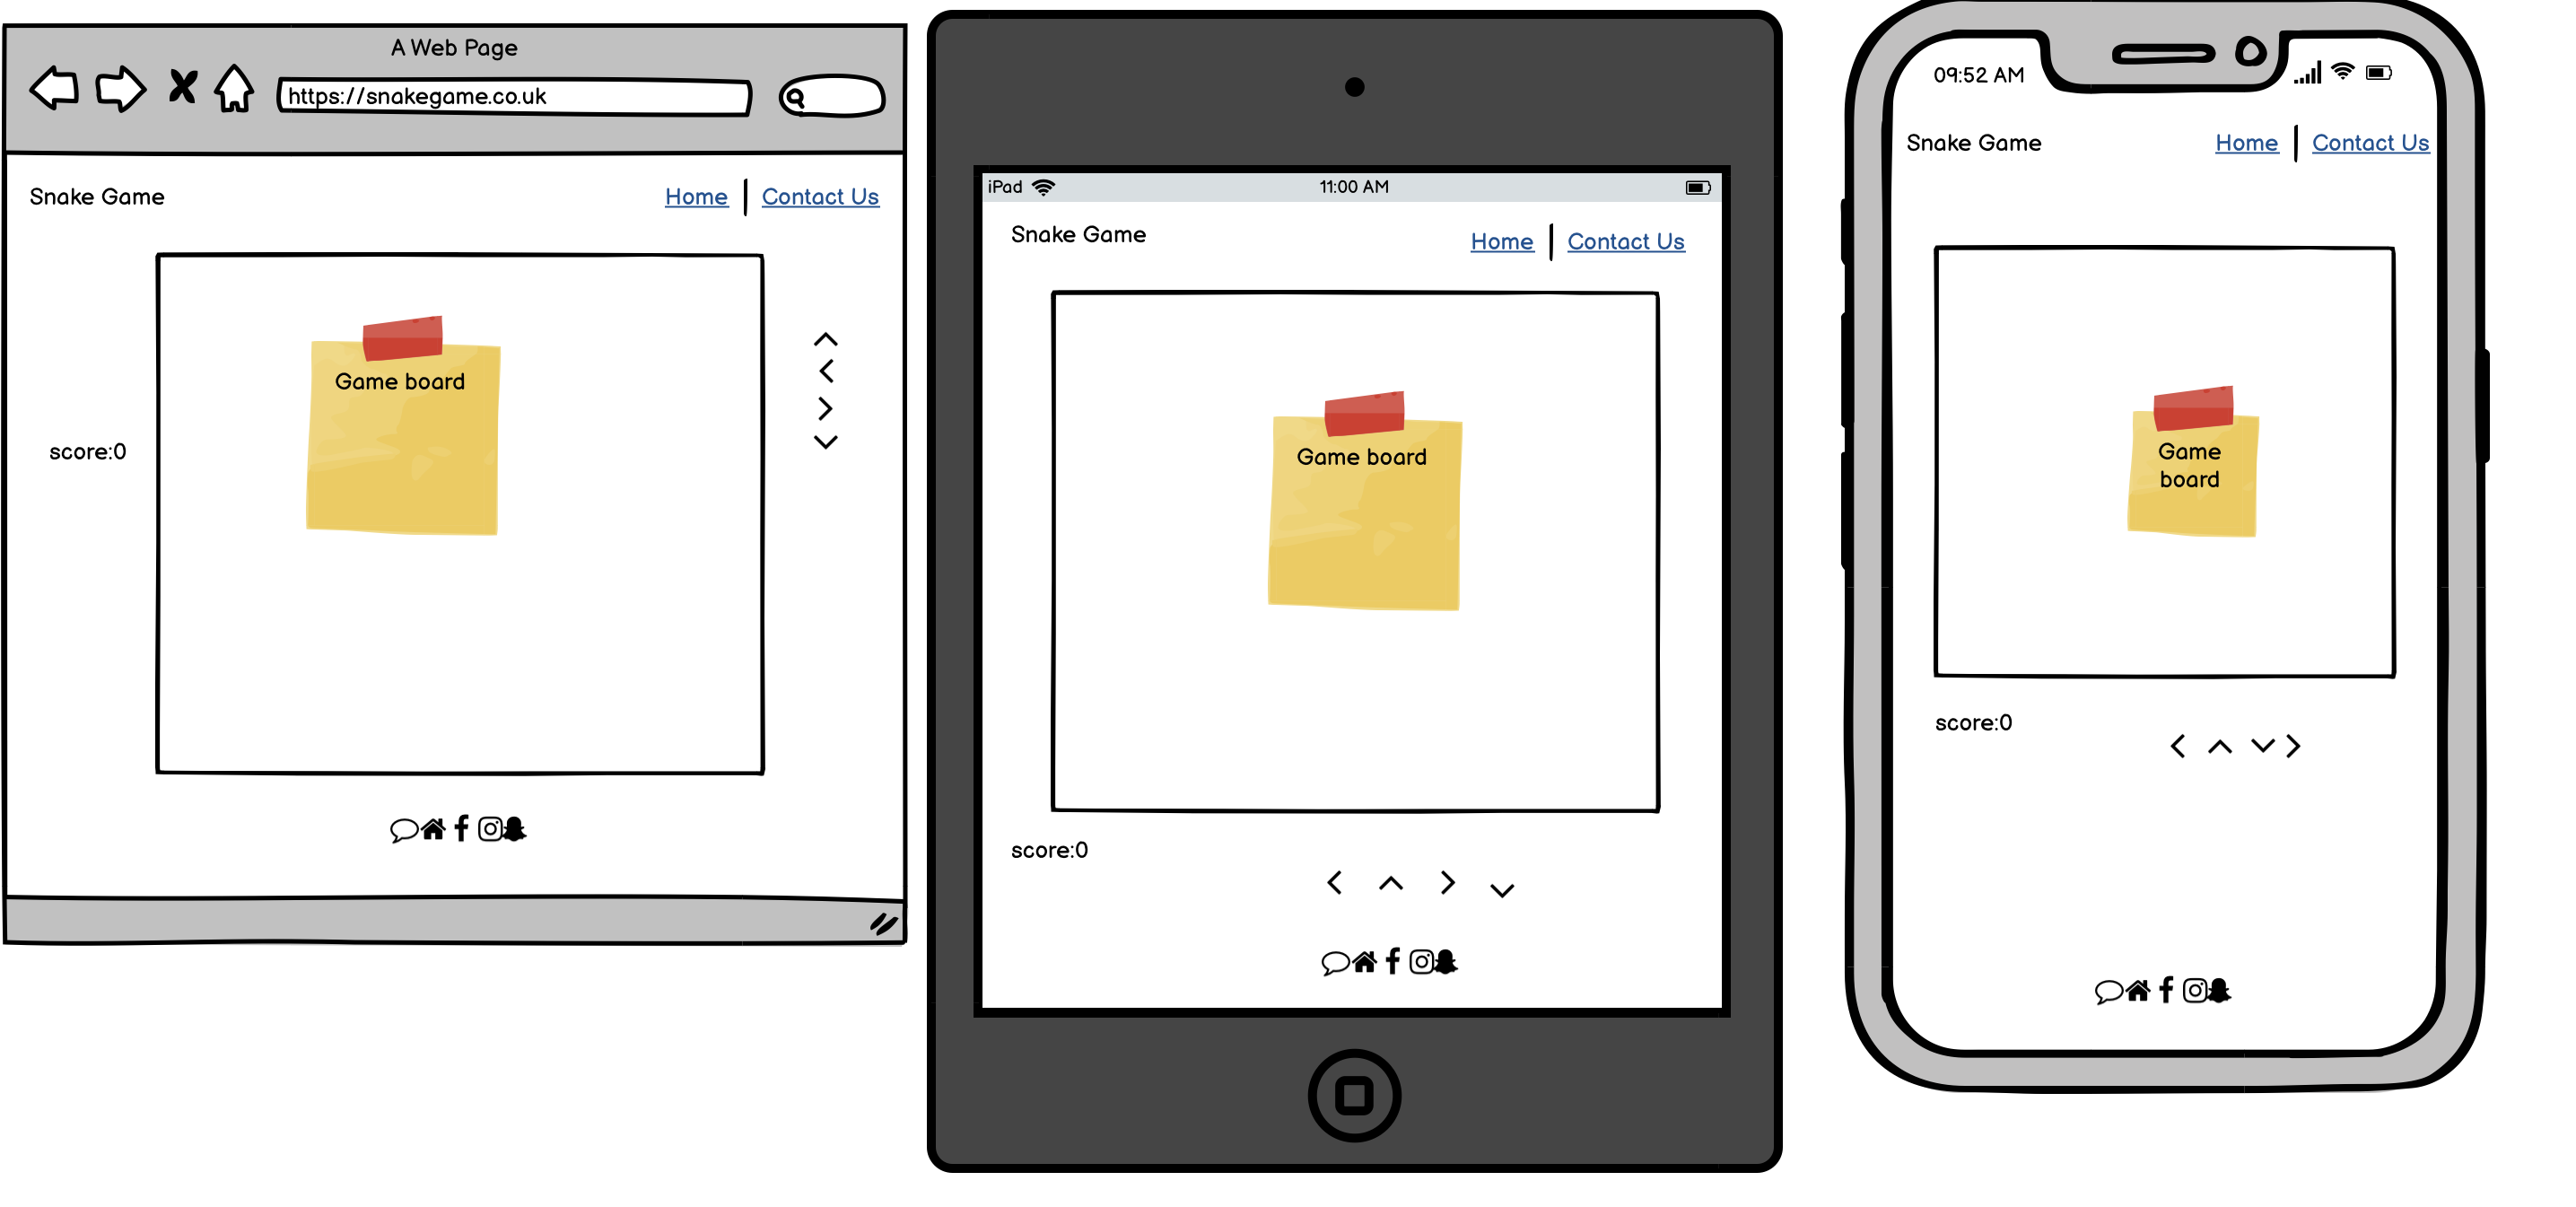 A Web Page
https://snakegame.co.uk
Snake Game
Home | Contact Us
Game board
score:0
iPad
11:00 AM
Snake Game
Home | Contact Us
Game board
score:0
09:52 AM
Snake Game
Home | Contact Us
Game
board
score:0